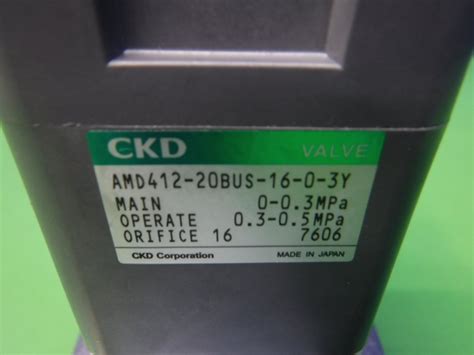 CKD VALVE
AMD412-20BUS-16-0-3Y
MAIN 0-0.3MPa
OPERATE 0.3-0.5MPa
ORIFICE 16 7606
CKD Corporation MADE IN JAPAN